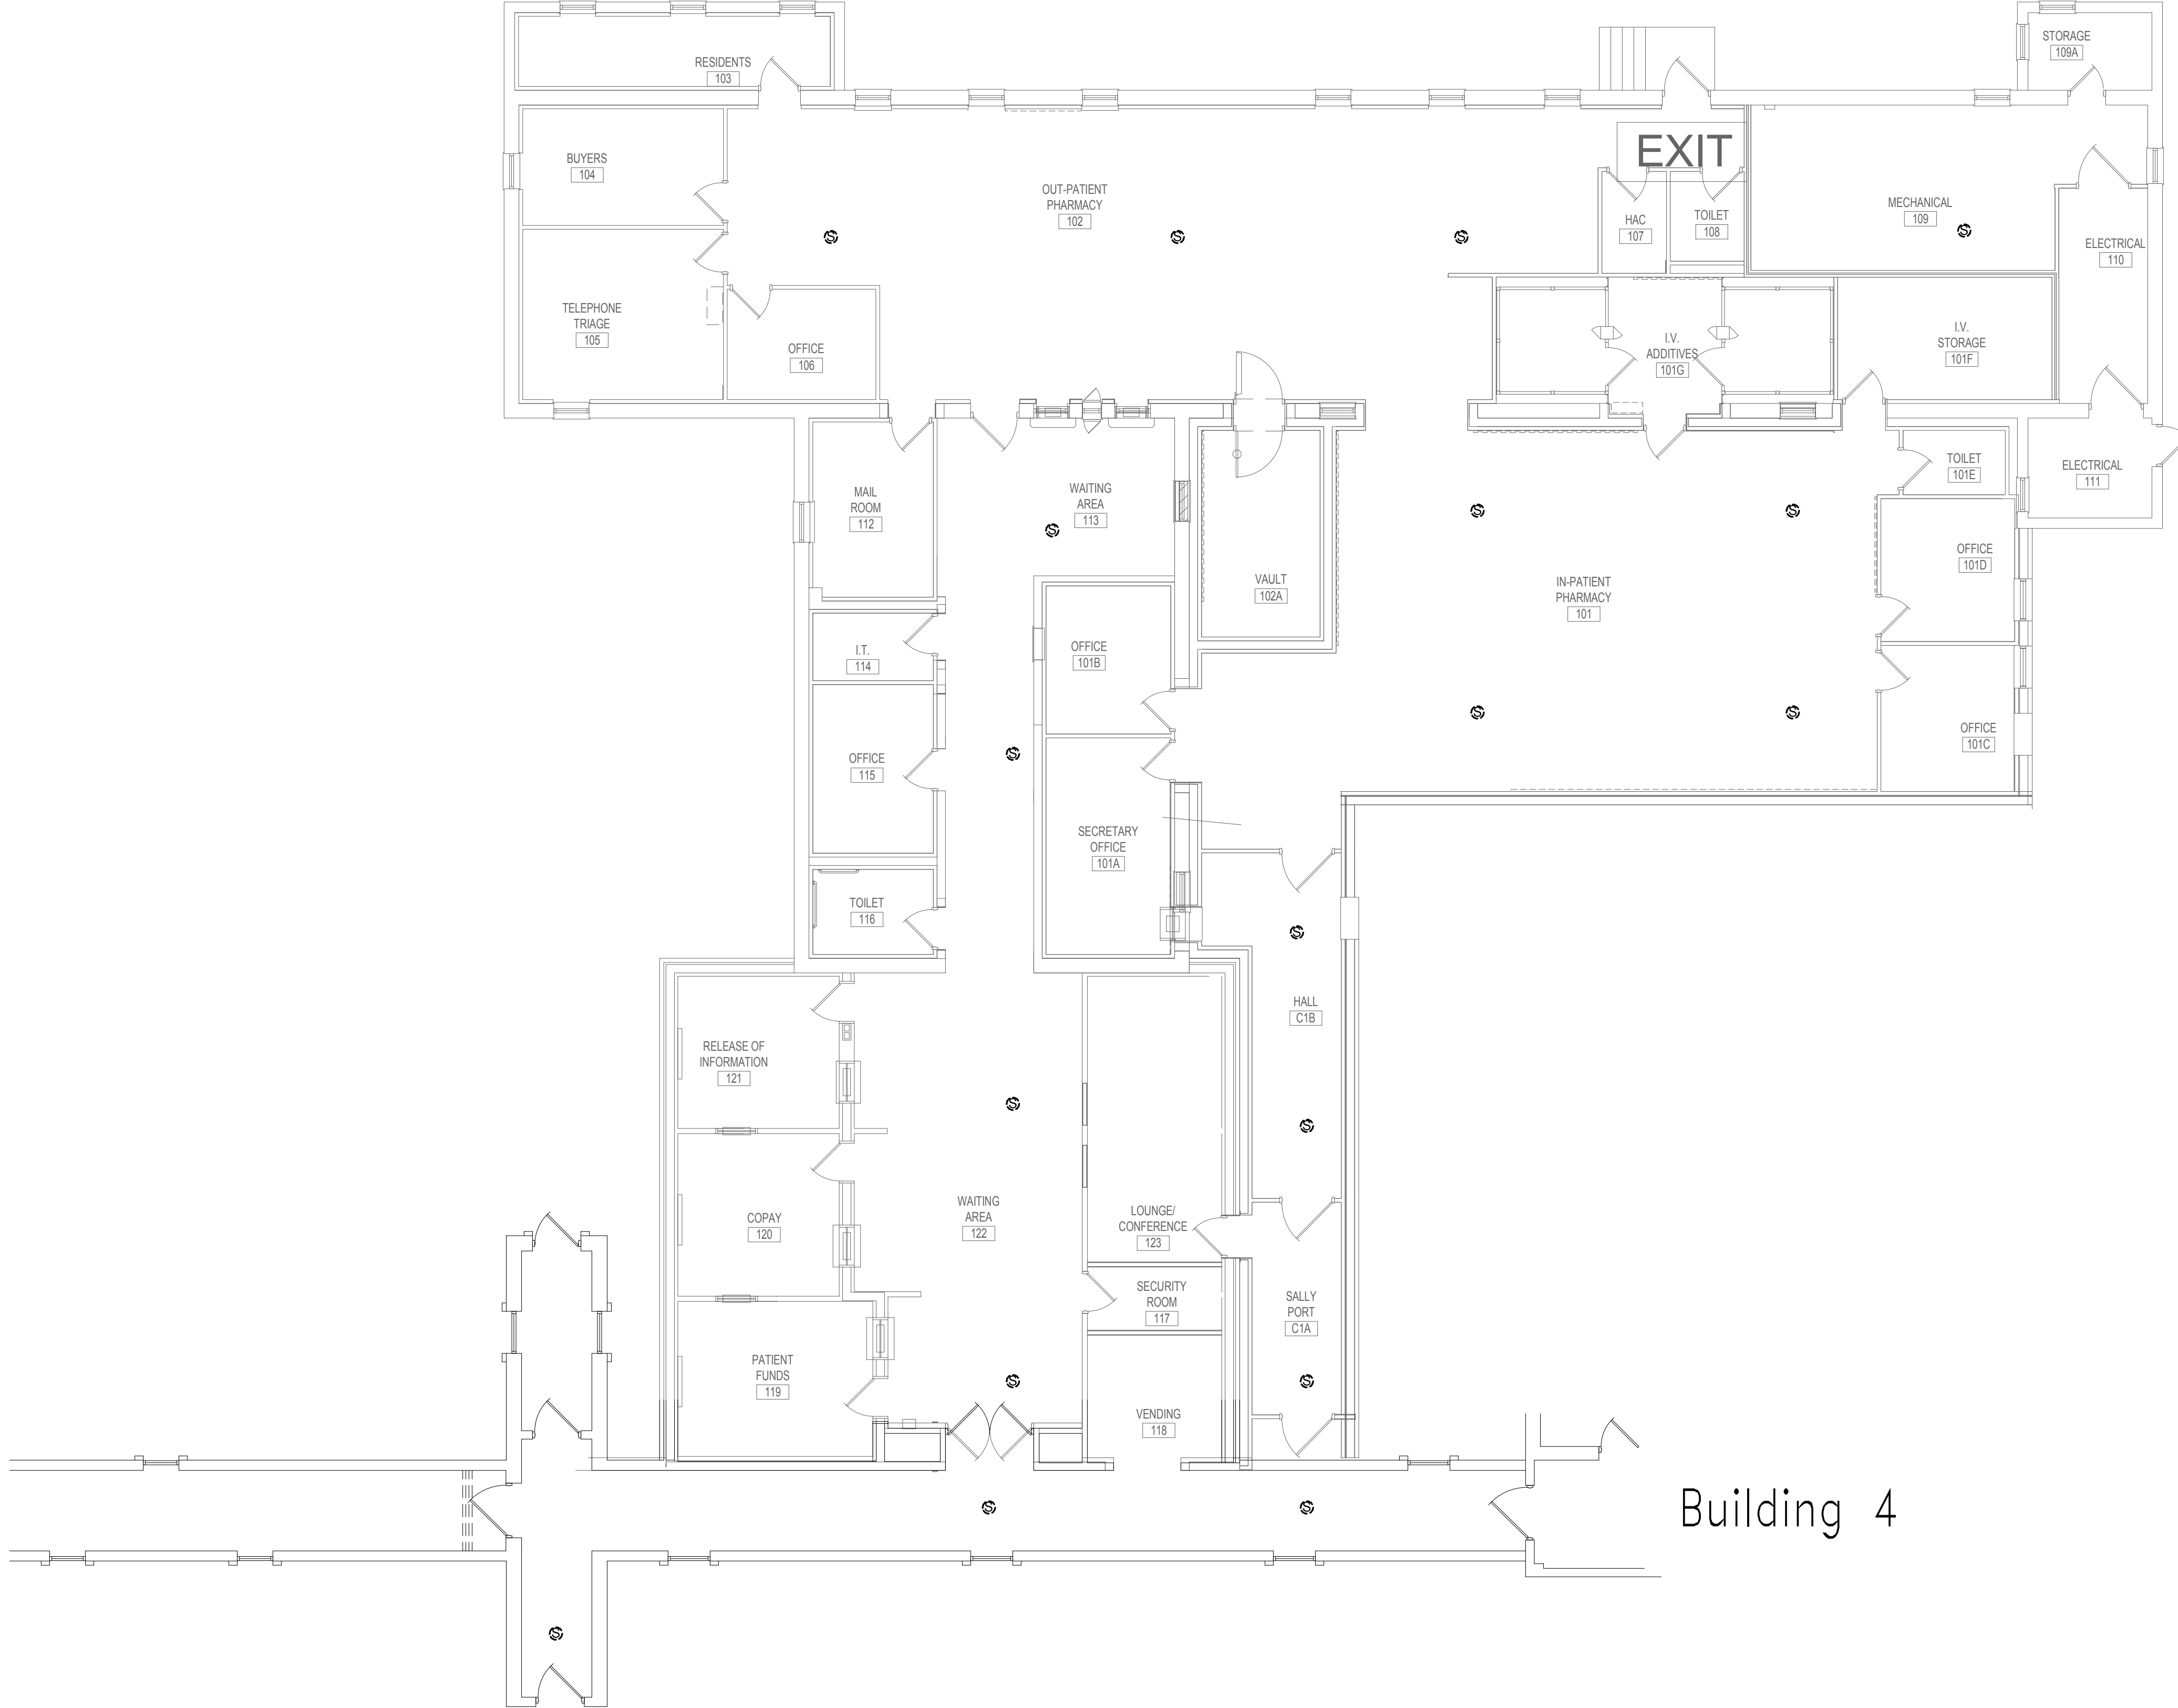 STORAGE
109A
RESIDENTS
103
EXIT
BUYERS
104
OUT-PATIENT
PHARMACY
102
HAC
107
TOILET
108
MECHANICAL
109
ELECTRICAL
110
S
S
S
S
TELEPHONE
TRIAGE
105
OFFICE
106
I.V.
ADDITIVES
101G
I.V.
STORAGE
101F
MAIL
ROOM
112
WAITING
AREA
113
TOILET
101E
ELECTRICAL
111
S
S
S
VAULT
102A
IN-PATIENT
PHARMACY
101
OFFICE
101D
I.T.
114
OFFICE
101B
OFFICE
101C
S
S
S
OFFICE
115
SECRETARY
OFFICE
101A
TOILET
116
S
HALL
C1B
RELEASE OF
INFORMATION
121
S
S
COPAY
120
WAITING
AREA
122
LOUNGE/
CONFERENCE
123
SECURITY
ROOM
117
SALLY
PORT
C1A
PATIENT
FUNDS
119
S
S
VENDING
118
S
S
Building 4
S